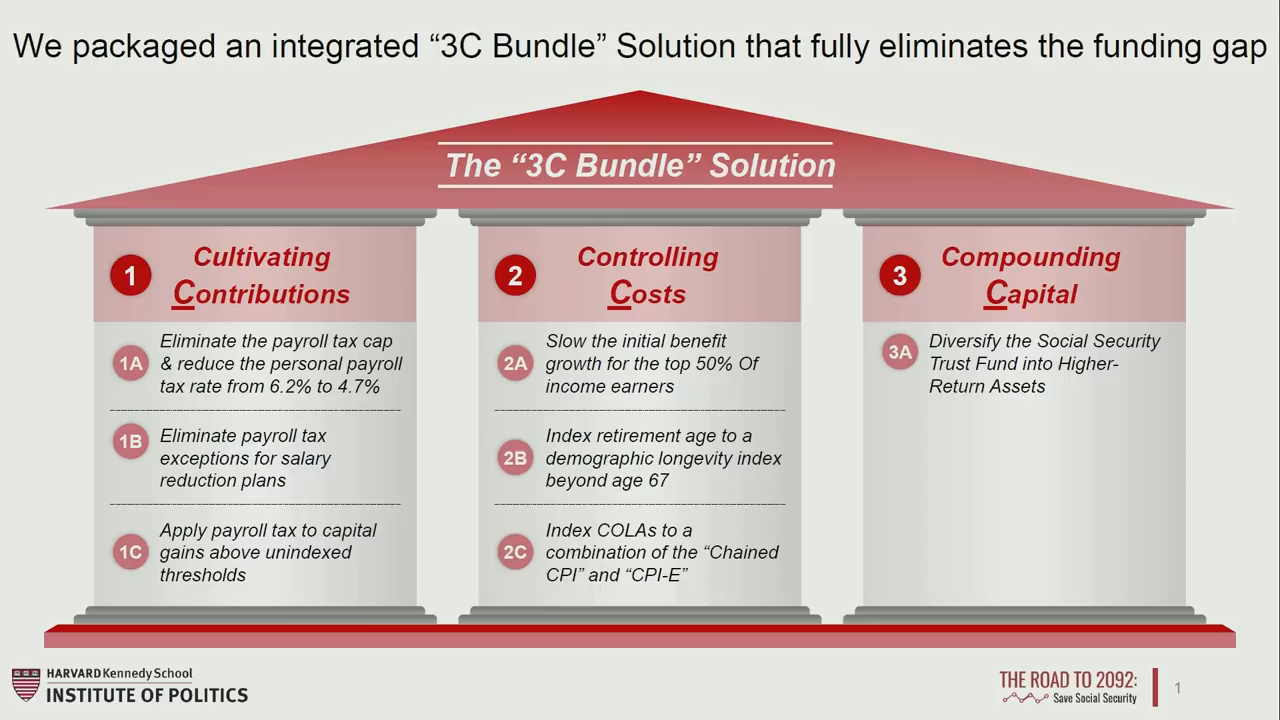 We packaged an integrated “3C Bundle” Solution that fully eliminates the funding gap
The “3C Bundle” Solution
1
Cultivating
Contributions
1A
Eliminate the payroll tax cap
& reduce the personal payroll
tax rate from 6.2% to 4.7%
1B
Eliminate payroll tax
exceptions for salary
reduction plans
1C
Apply payroll tax to capital
gains above unindexed
thresholds
2
Controlling
Costs
2A
Slow the initial benefit
growth for the top 50% Of
income earners
2B
Index retirement age to a
demographic longevity index
beyond age 67
2C
Index COLAs to a
combination of the “Chained
CPI” and “CPI-E”
3
Compounding
Capital
3A
Diversify the Social Security
Trust Fund into Higher-
Return Assets
HARVARD Kennedy School
INSTITUTE OF POLITICS
THE ROAD TO 2092:
Save Social Security
1